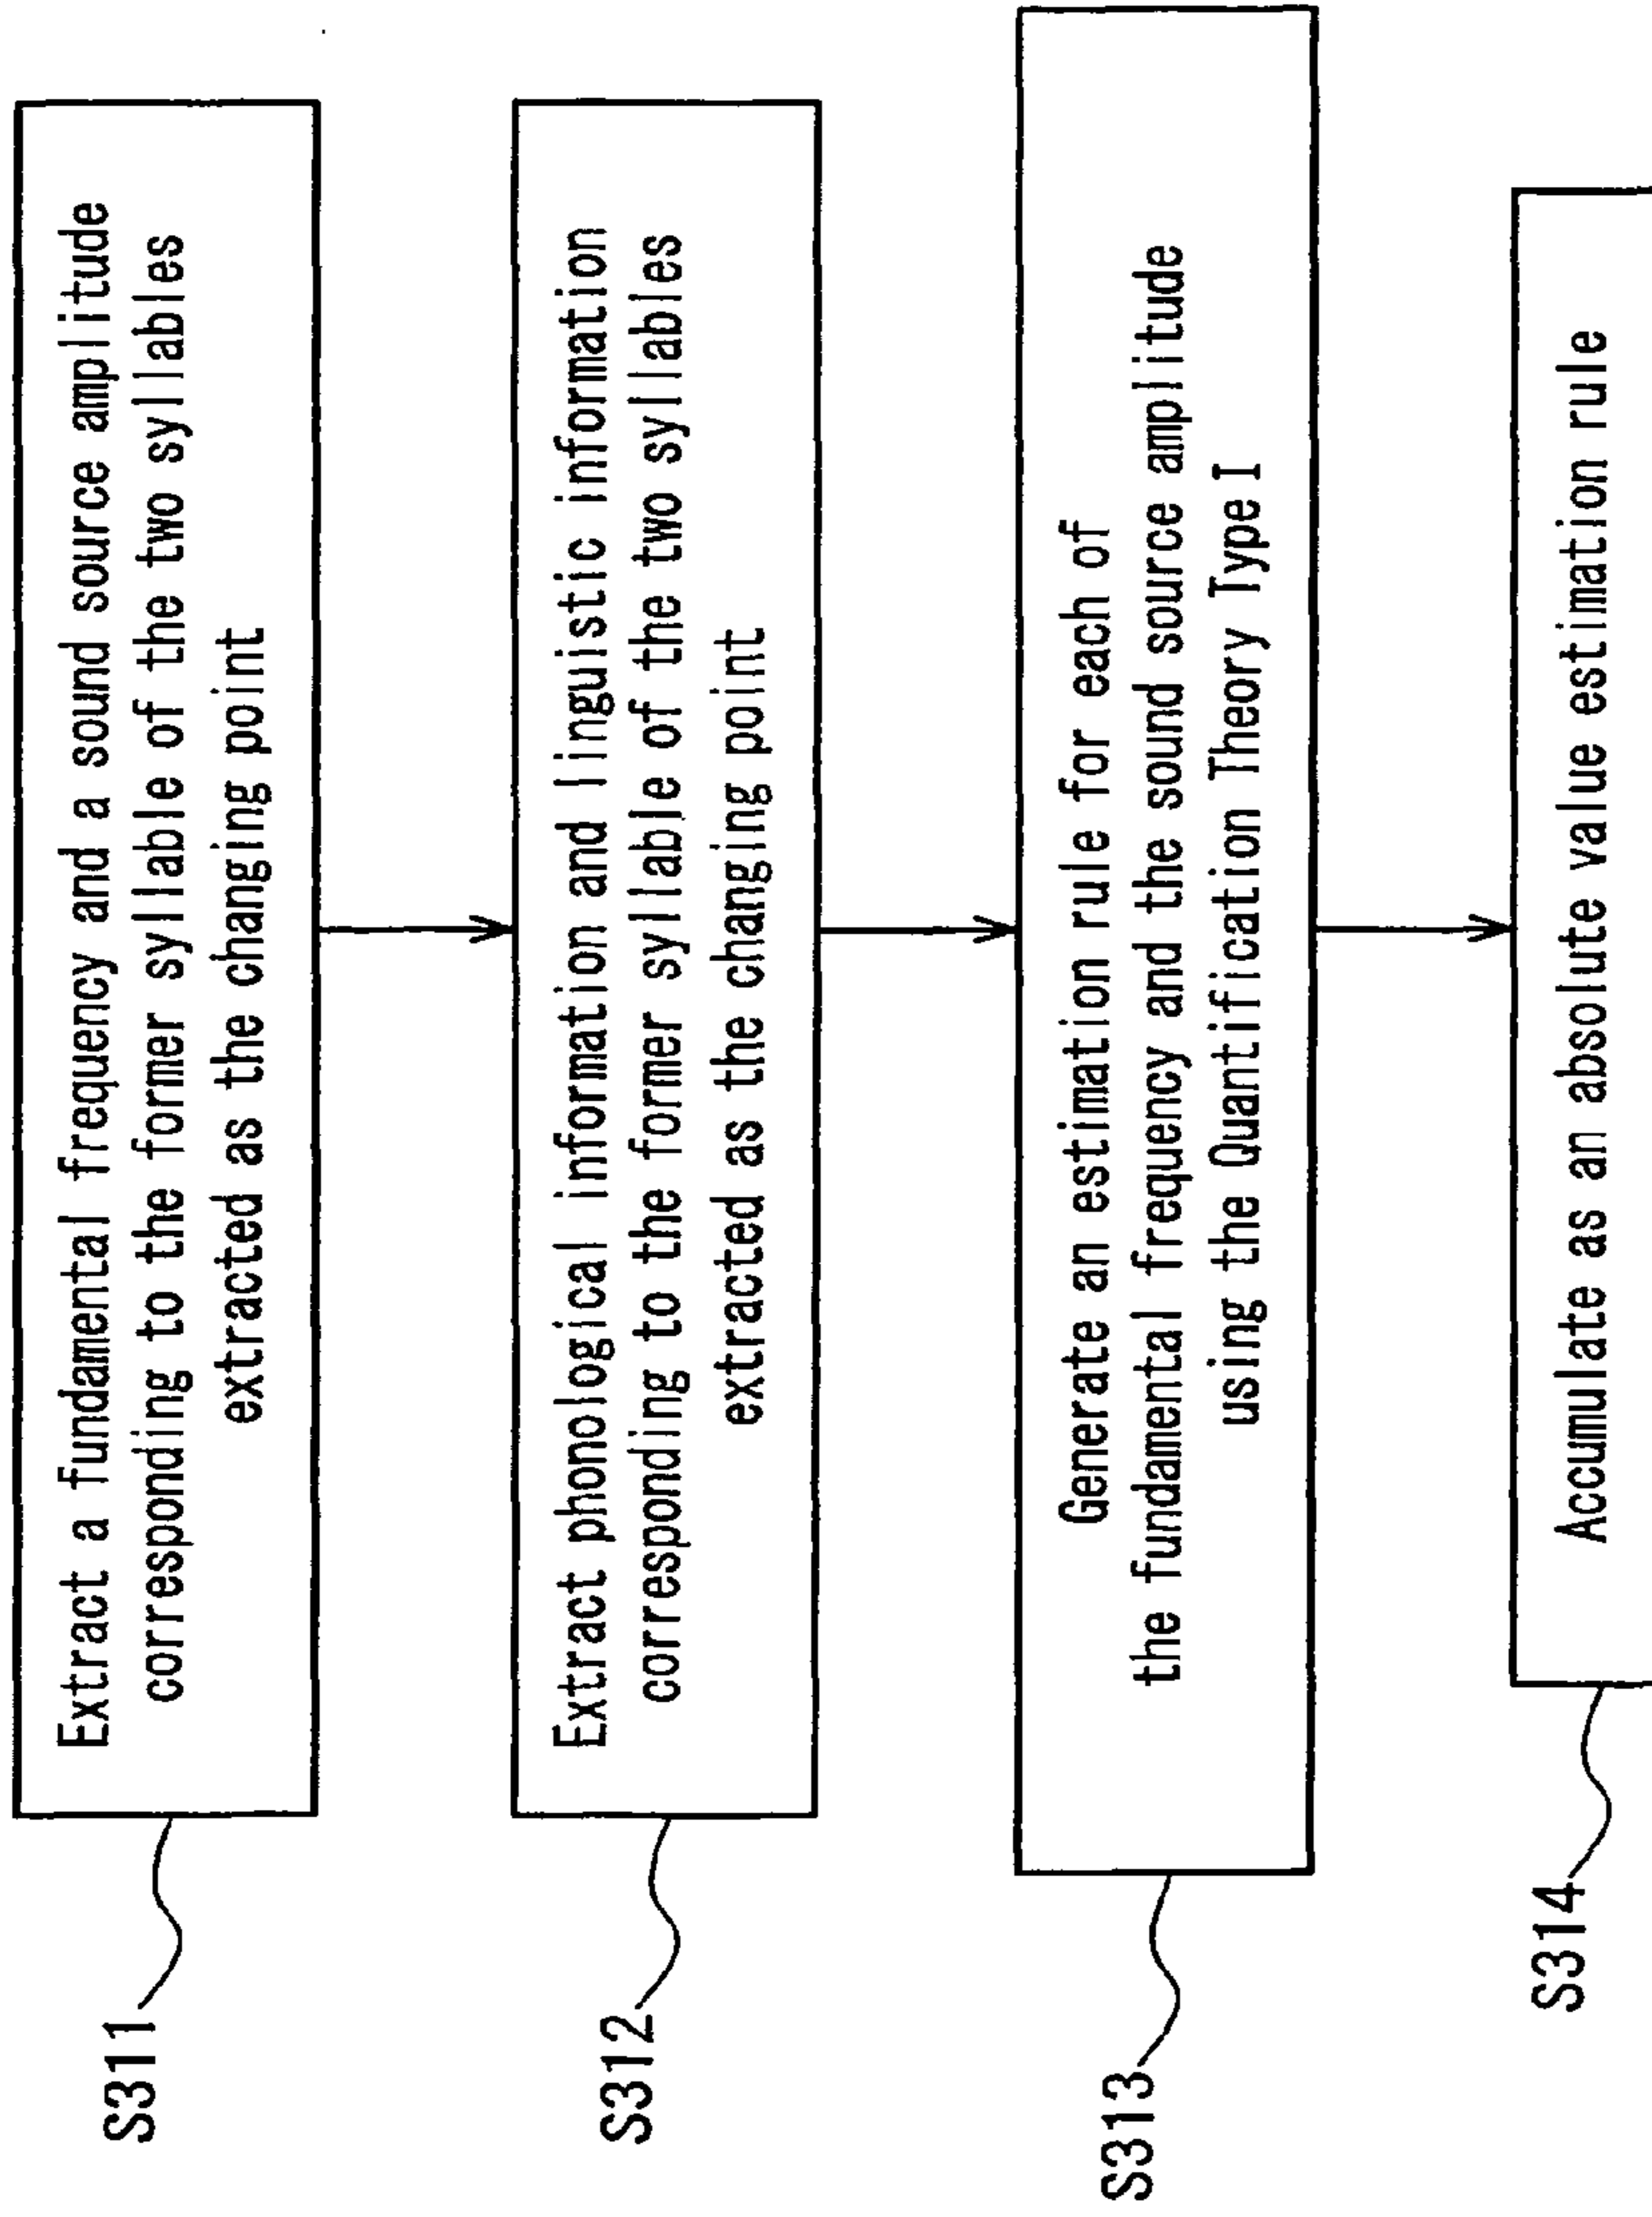 S311
Extract a fundamental frequency and a sound source amplitude
corresponding to the former syllable of the two syllables
extracted as the changing point
S312
Extract phonological information and linguistic information
corresponding to the former syllable of the two syllables
extracted as the changing point
S313
Generate an estimation rule for each of
the fundamental frequency and the sound source amplitude
using the Quantification Theory Type I
S314
Accumulate as an absolute value estimation rule